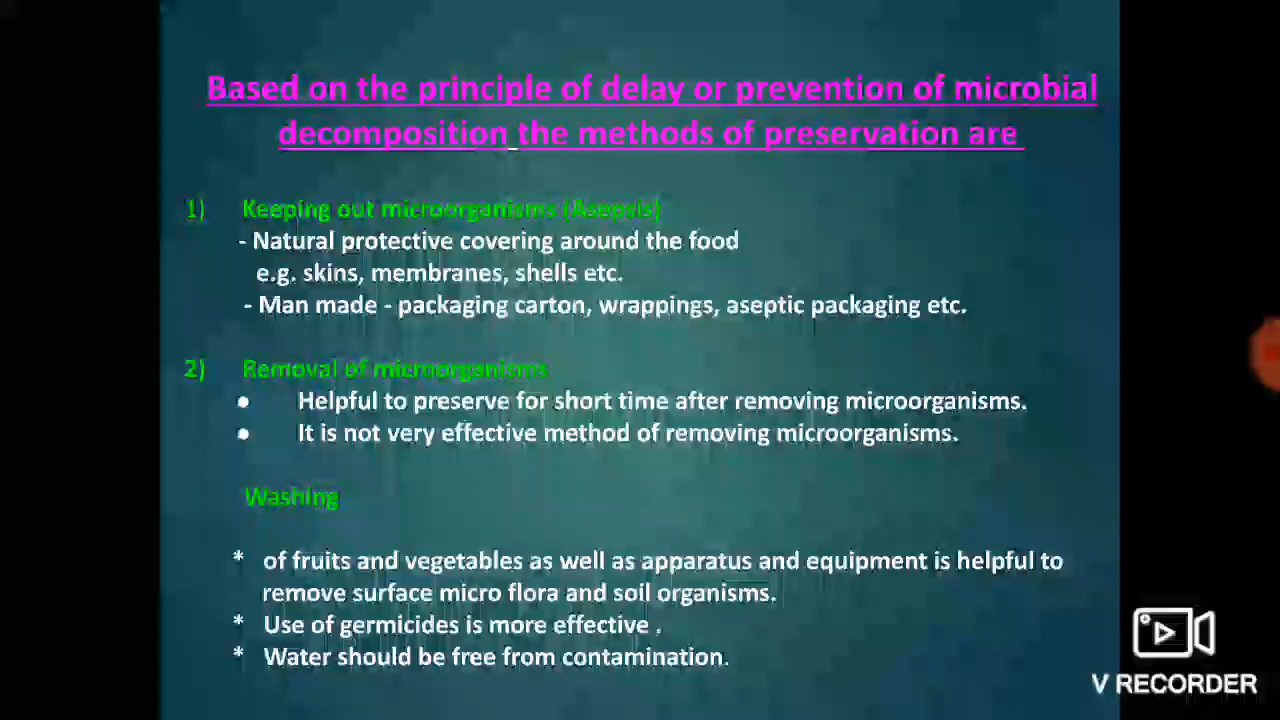 Based on the principle of delay or prevention of microbial
decomposition the methods of preservation are
1) Keeping out microorganisms (Asepsis)
- Natural protective covering around the food
e.g. skins, membranes, shells etc.
- Man made - packaging carton, wrappings, aseptic packaging etc.
2) Removal of microorganisms
• Helpful to preserve for short time after removing microorganisms.
• It is not very effective method of removing microorganisms.
Washing
* of fruits and vegetables as well as apparatus and equipment is helpful to
remove surface micro flora and soil organisms.
* Use of germicides is more effective .
* Water should be free from contamination.
V RECORDER